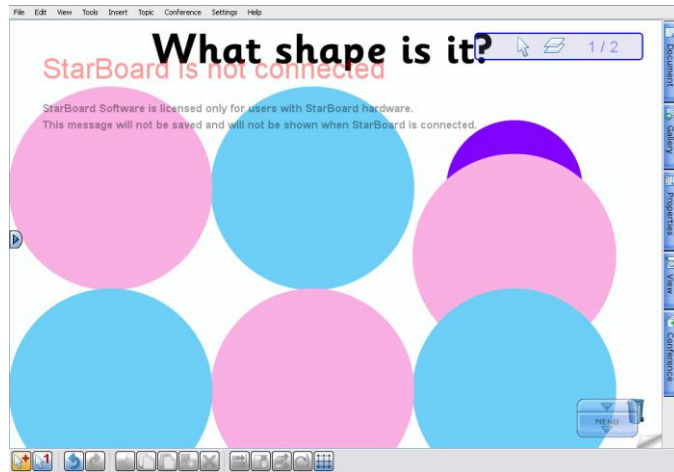 File Edit View Tools Insert Topic Conference Settings Help
What shape is it?
1 / 2
StarBoard is not connected
StarBoard Software is licensed only for users with StarBoard hardware.
This message will not be saved and will not be shown when StarBoard is connected.
Document
Gallery
Properties
View
Conference
MENU
1